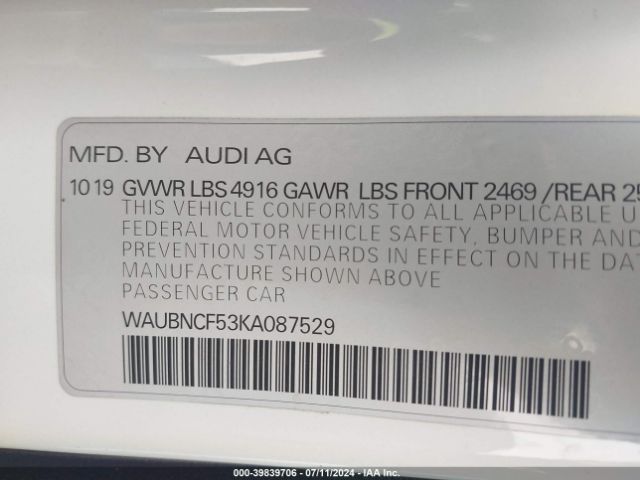 MFD. BY AUDI AG
10 19 GVWR LBS 4916 GAWR LBS FRONT 2469 /REAR 25
THIS VEHICLE CONFORMS TO ALL APPLICABLE U
FEDERAL MOTOR VEHICLE SAFETY, BUMPER AND
PREVENTION STANDARDS IN EFFECT ON THE DAT
MANUFACTURE SHOWN ABOVE
PASSENGER CAR
WAUBNCF53KA087529
© - 39839706 - 07/11/2024 - IAA Inc.